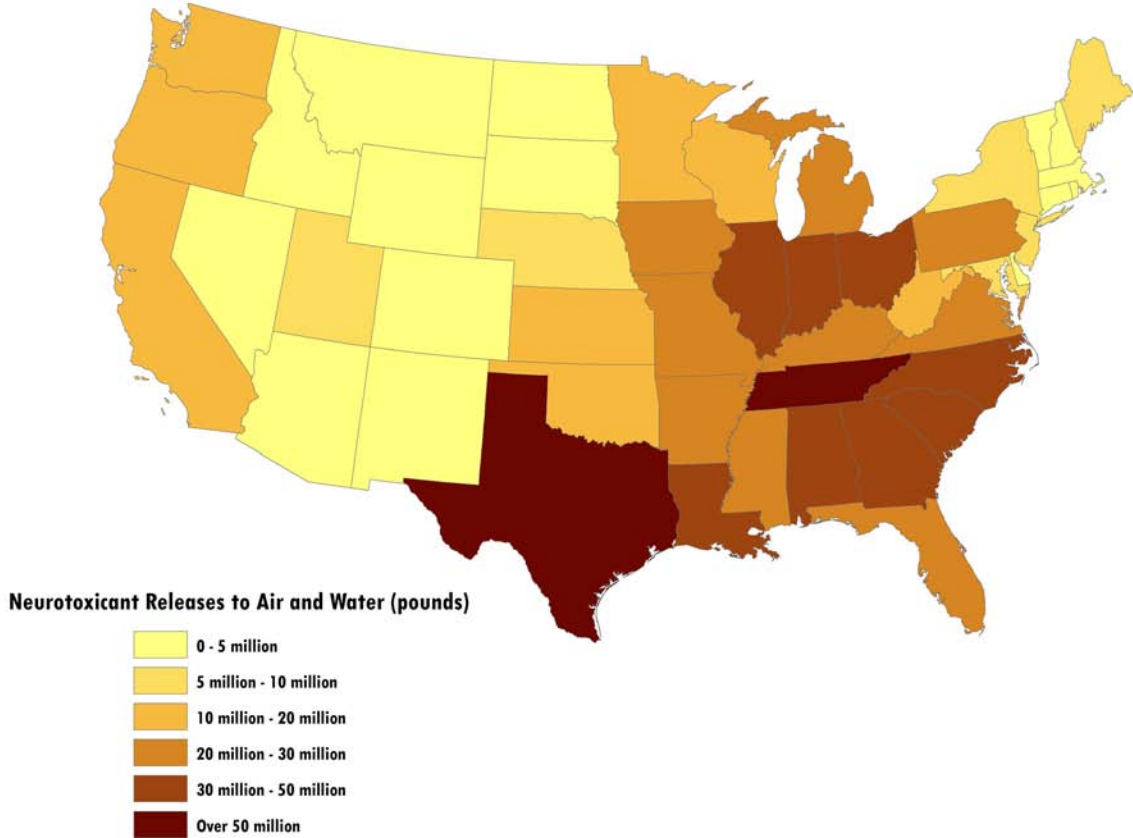 Neurotoxicant Releases to Air and Water (pounds)
0 - 5 million
5 million - 10 million
10 million - 20 million
20 million - 30 million
30 million - 50 million
Over 50 million